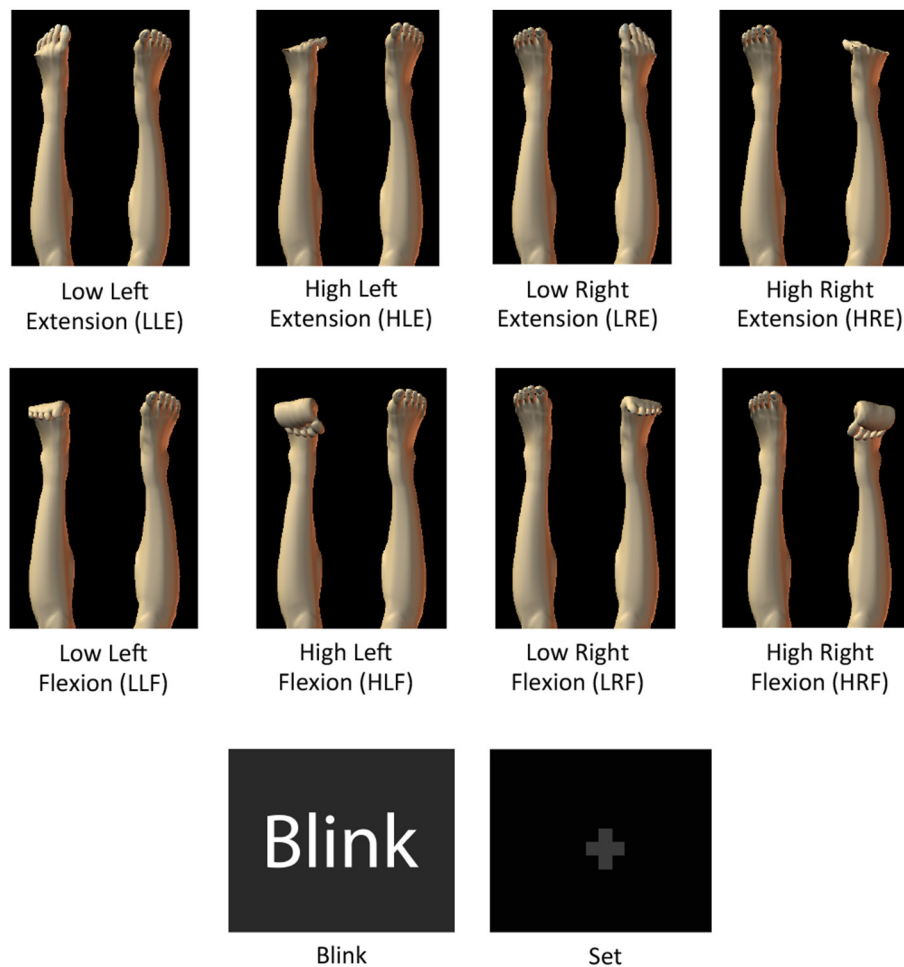 Low Left
Extension (LLE)
High Left
Extension (HLE)
Low Right
Extension (LRE)
High Right
Extension (HRE)
Low Left
Flexion (LLF)
High Left
Flexion (HLF)
Low Right
Flexion (LRF)
High Right
Flexion (HRF)
Blink
Blink
Set